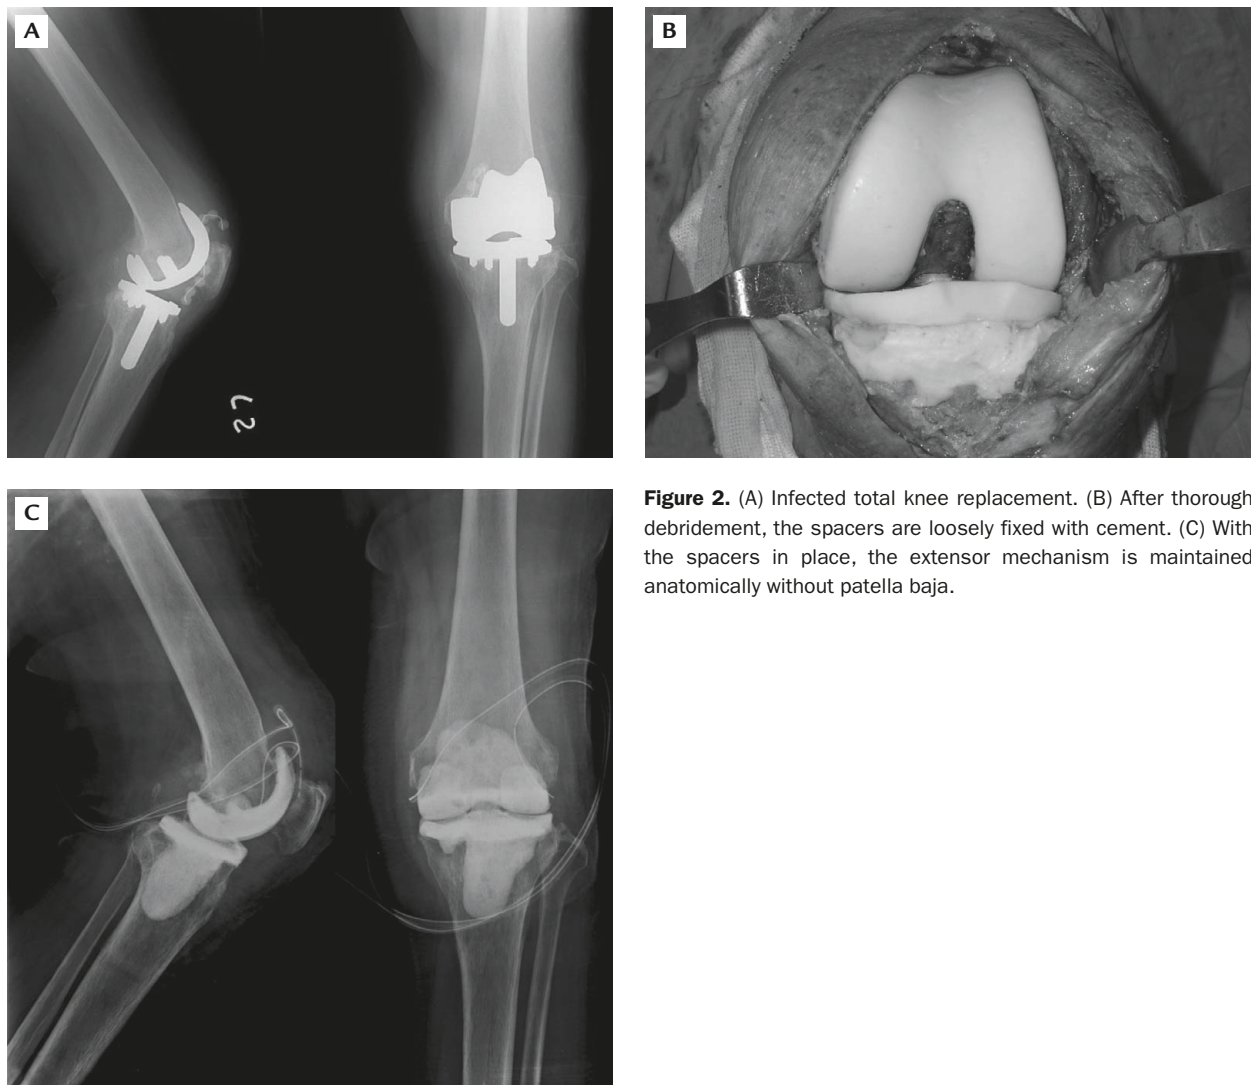 A
B
L2
C
Figure 2. (A) Infected total knee replacement. (B) After thorough
debridement, the spacers are loosely fixed with cement. (C) With
the spacers in place, the extensor mechanism is maintained
anatomically without patella baja.